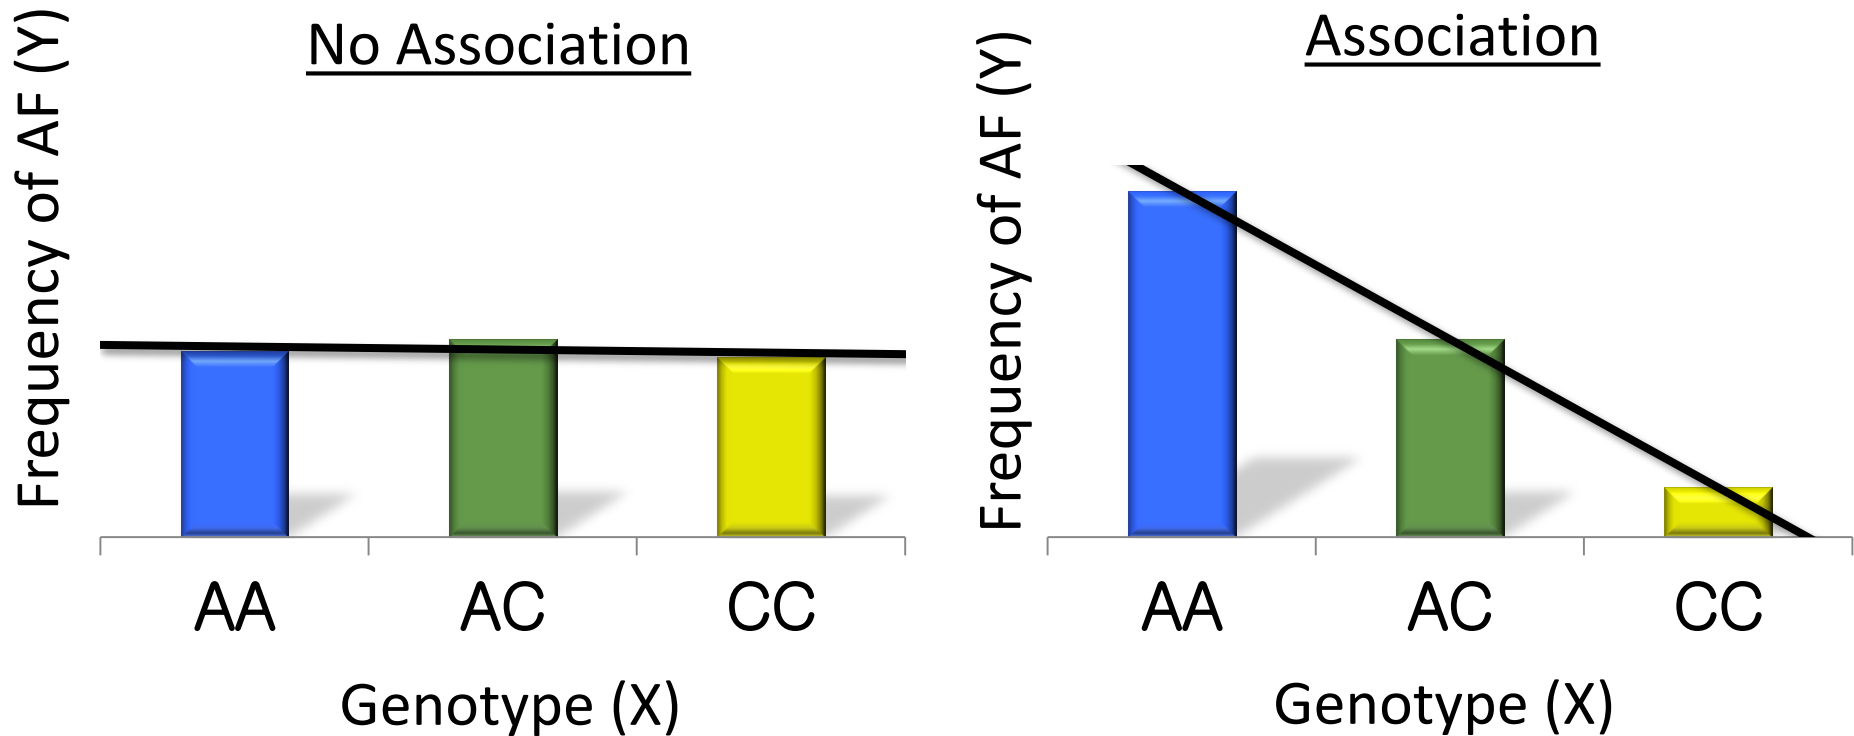 No Association
Frequency of AF (Y)
AA
AC
CC
Genotype (X)
Association
Frequency of AF (Y)
AA
AC
CC
Genotype (X)